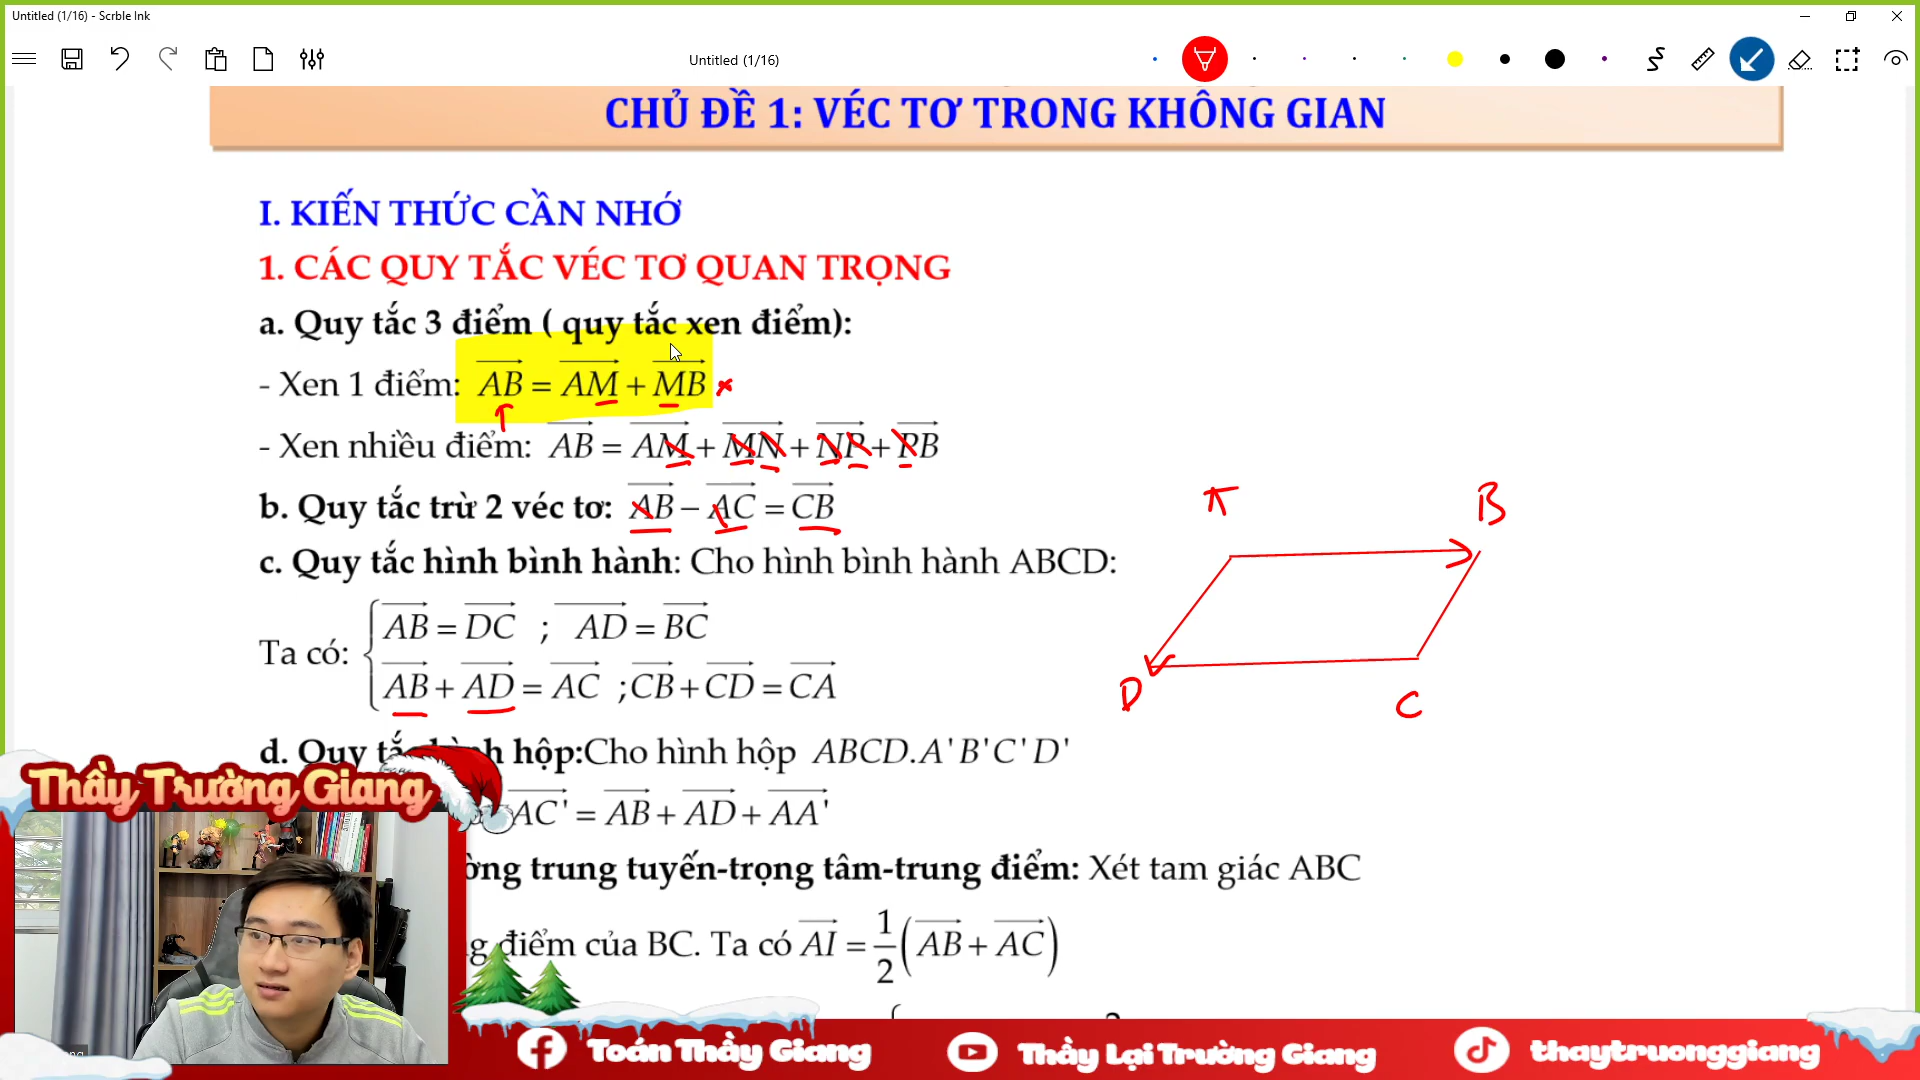 Untitled (1/16) - Scrble Ink
Untitled (1/16)
CHỦ ĐỀ 1: VÉC TƠ TRONG KHÔNG GIAN
I. KIẾN THỨC CẦN NHỚ
1. CÁC QUY TẮC VÉC TƠ QUAN TRỌNG
a. Quy tắc 3 điểm ( quy tắc xen điểm):
- Xen 1 điểm: AB = AM + MB
- Xen nhiều điểm: AB = AM + MN + NP + PB
b. Quy tắc trừ 2 véc tơ: AB − AC = CB
B
c. Quy tắc hình bình hành: Cho hình bình hành ABCD:
Ta có: { AB = DC ; AD = BC
AB + AD = AC ; CB + CD = CA
D C
d. Quy tắc hình hộp:Cho hình hộp ABCD.A'B'C'D'
AC' = AB + AD + AA'
trung tuyến-trọng tâm-trung điểm: Xét tam giác ABC
điểm của BC. Ta có AI = 1/2 (AB + AC)
Thầy Trường Giang
Toán Thầy Giang
Thầy Lại Trường Giang
thaytruonggiang